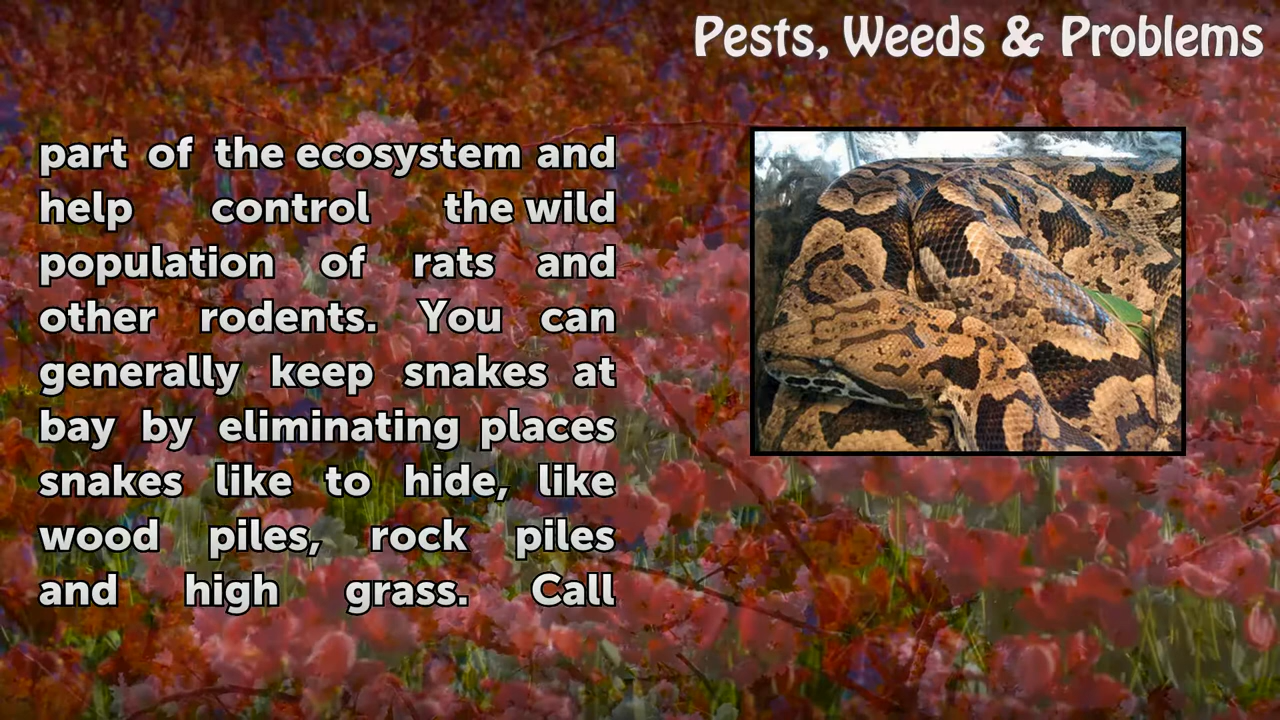 Pests, Weeds & Problems
part of the ecosystem and
help control the wild
population of rats and
other rodents. You can
generally keep snakes at
bay by eliminating places
snakes like to hide, like
wood piles, rock piles
and high grass. Call